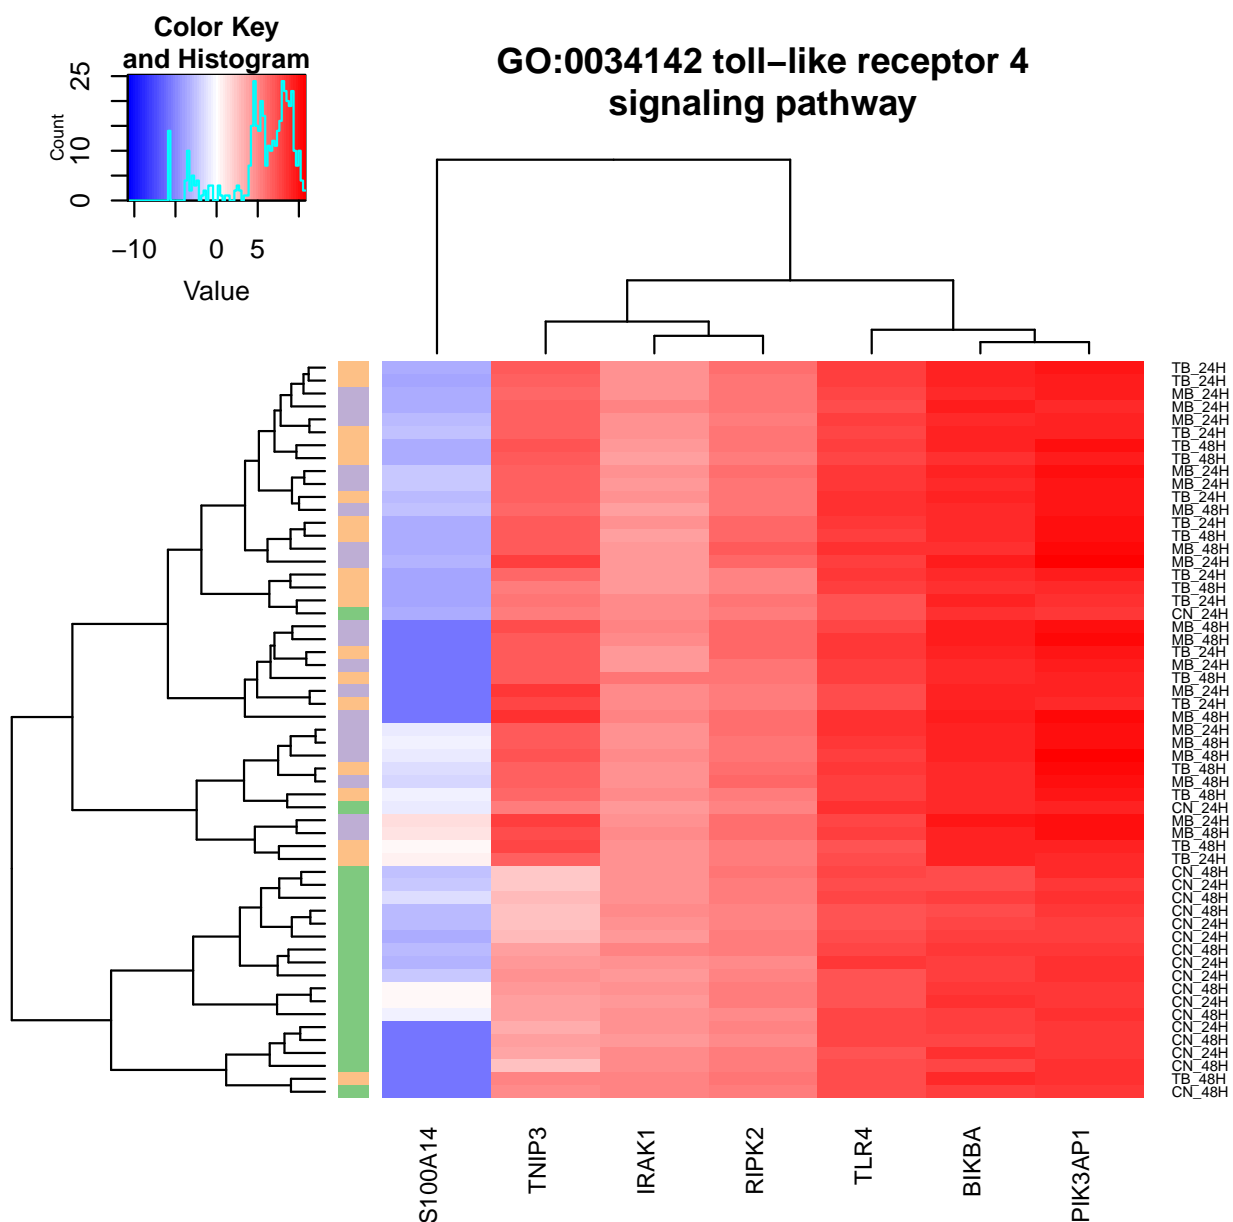 Color Key
and Histogram
GO:0034142 toll−like receptor 4
signaling pathway
Count
25
10
0
−10 0 5
Value
TB_24H
TB_24H
MB_24H
MB_24H
MB_24H
TB_24H
TB_48H
TB_48H
MB_24H
MB_24H
TB_24H
MB_48H
TB_24H
TB_48H
MB_48H
MB_24H
TB_24H
TB_48H
TB_24H
CN_24H
MB_48H
MB_48H
TB_24H
MB_24H
TB_48H
MB_24H
TB_24H
MB_48H
MB_24H
MB_48H
MB_48H
TB_48H
MB_48H
TB_48H
CN_24H
MB_24H
MB_48H
TB_48H
TB_24H
CN_48H
CN_24H
CN_48H
CN_48H
CN_24H
CN_24H
CN_48H
CN_24H
CN_24H
CN_48H
CN_24H
CN_48H
CN_24H
CN_48H
CN_24H
CN_48H
TB_48H
CN_48H
S100A14
TNIP3
IRAK1
RIPK2
TLR4
BIKBA
PIK3AP1